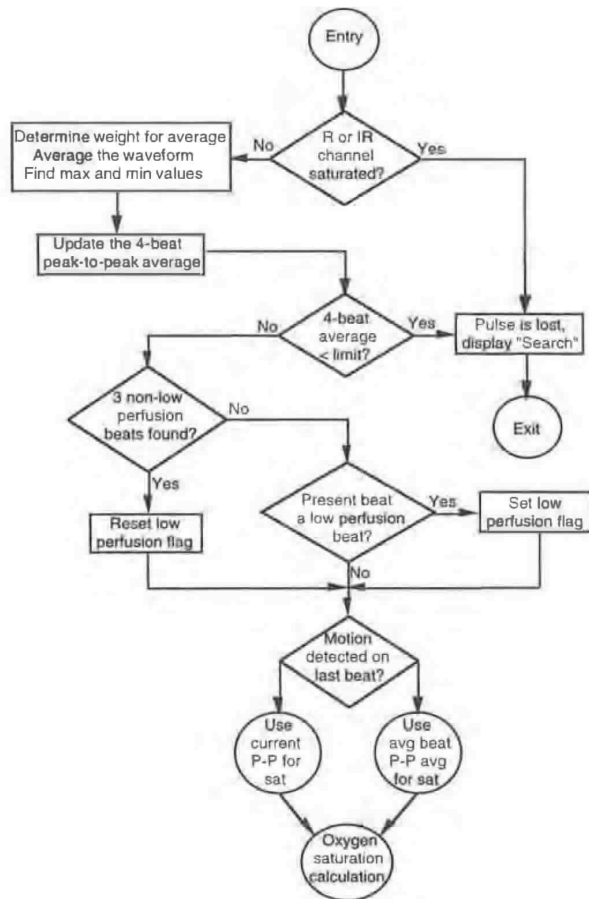 Entry
R or IR
channel
saturated?
No
Yes
Determine weight for average
Average the waveform
Find max and min values
Update the 4-beat
peak-to-peak average
4-beat
average
< limit?
No
Yes
Pulse is lost,
display "Search"
Exit
3 non-low
perfusion
beats found?
No
Yes
Reset low
perfusion flag
Present beat
a low perfusion
beat?
Yes
No
Set low
perfusion flag
Motion
detected on
last beat?
Use
current
P-P for
sat
Use
avg beat
P-P avg
for sat
Oxygen
saturation
calculation